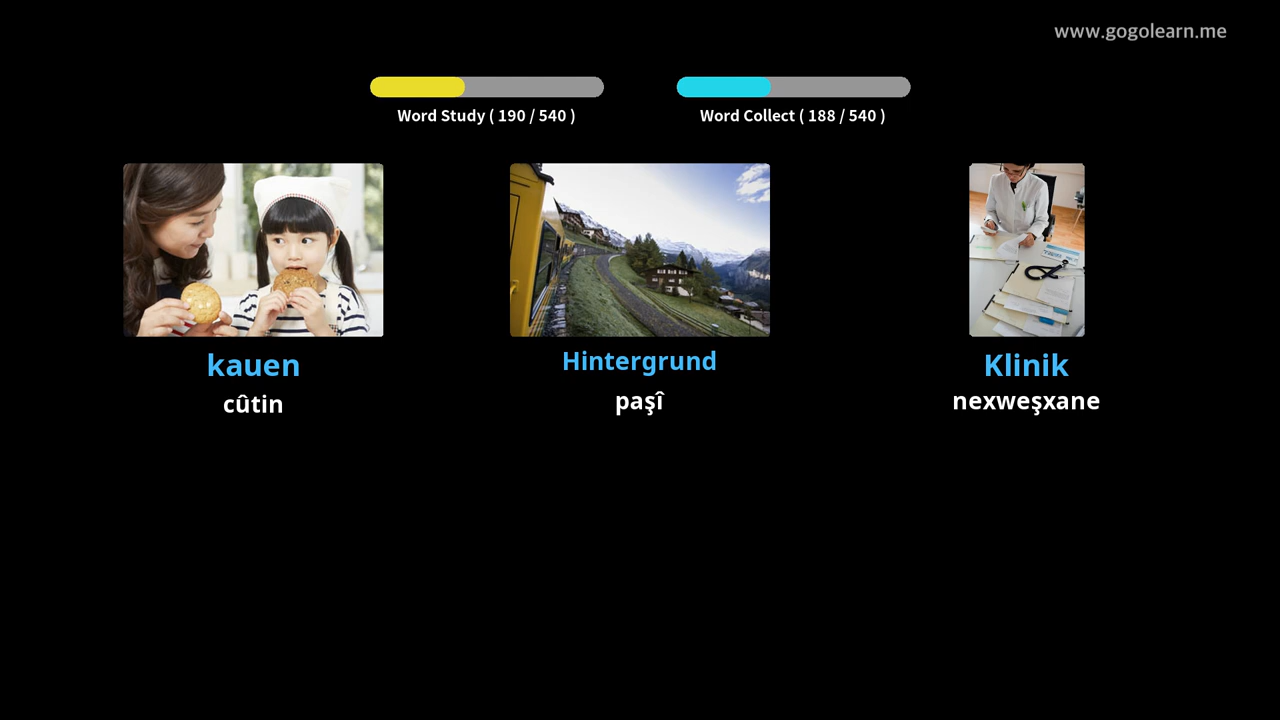 www.gogolearn.me
Word Study ( 190 / 540 )
Word Collect ( 188 / 540 )
kauen
Hintergrund
Klinik
cûtin
paşî
nexweşxane